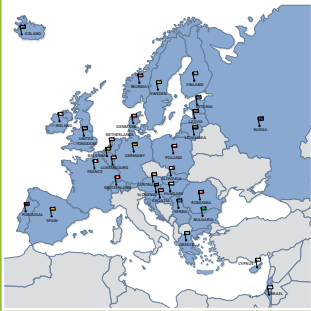 ICELAND
NORWAY
SWEDEN
FINLAND
ESTONIA
LATVIA
LITHUANIA
RUSSIA
IRELAND
UNITED
KINGDOM
DENMARK
NETHERLANDS
BELGIUM
GERMANY
POLAND
LUXEMBOURG
FRANCE
SWITZERLAND
SLOVAKIA
AUSTRIA
HUNGARY
SLOVENIA
CROATIA
ROMANIA
SERBIA
BULGARIA
PORTUGAL
SPAIN
GREECE
CYPRUS
ISRAEL